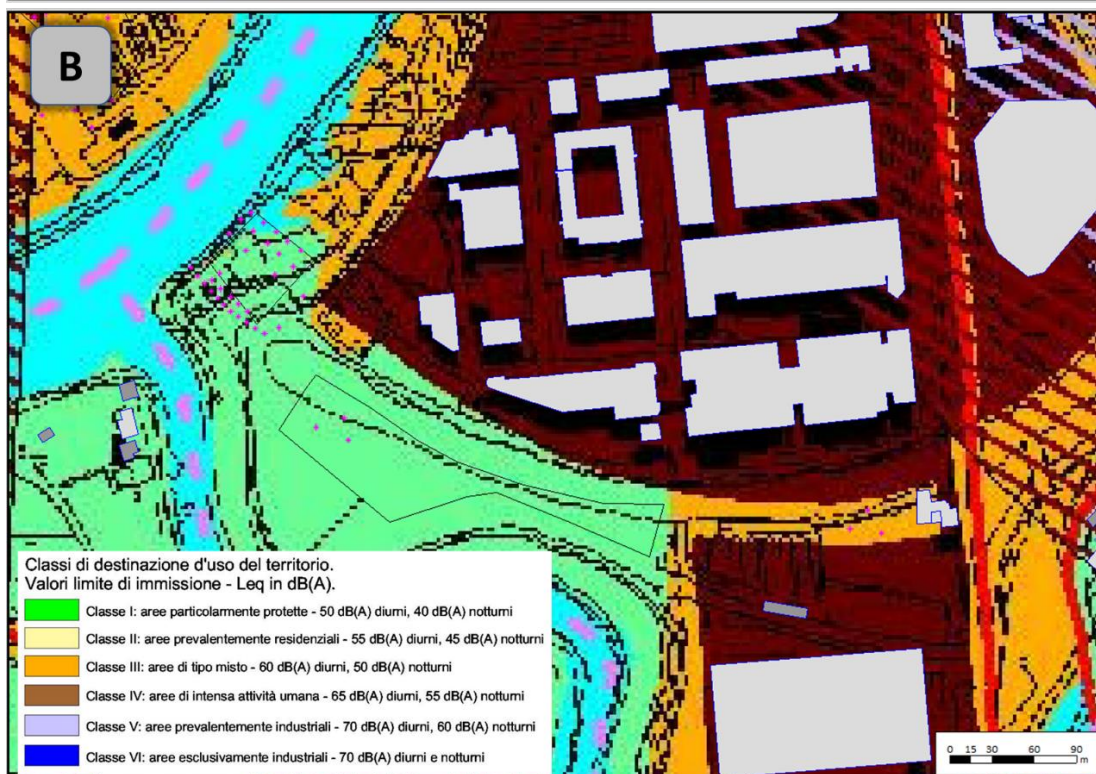 B
Classi di destinazione d'uso del territorio.
Valori limite di immissione - Leq in dB(A).
Classe I: aree particolarmente protette - 50 dB(A) diurni, 40 dB(A) notturni
Classe II: aree prevalentemente residenziali - 55 dB(A) diurni, 45 dB(A) notturni
Classe III: aree di tipo misto - 60 dB(A) diurni, 50 dB(A) notturni
Classe IV: aree di intensa attività umana - 65 dB(A) diurni, 55 dB(A) notturni
Classe V: aree prevalentemente industriali - 70 dB(A) diurni, 60 dB(A) notturni
Classe VI: aree esclusivamente industriali - 70 dB(A) diurni e notturni
0 15 30 60 90
m